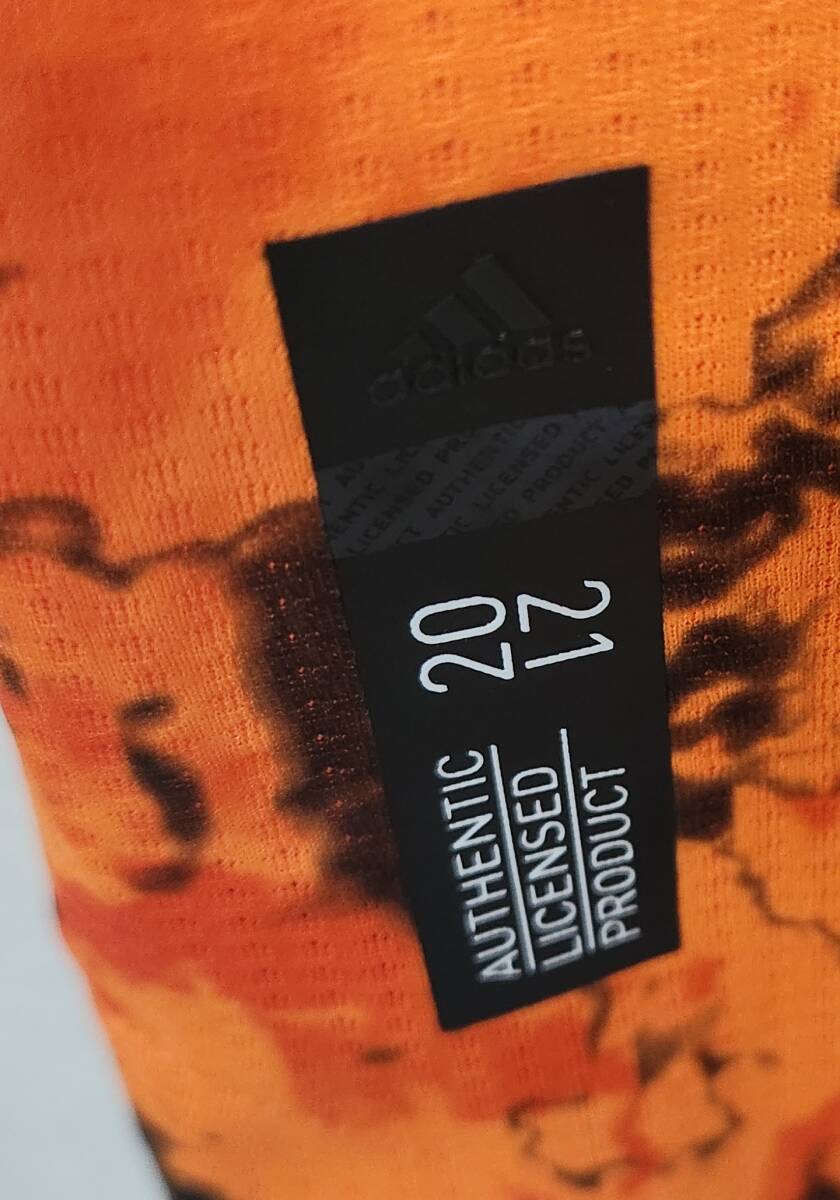 adidas
AUTHENTIC
LICENSED
PRODUCT
20
21
AUTHENTIC
LICENSED
PRODUCT